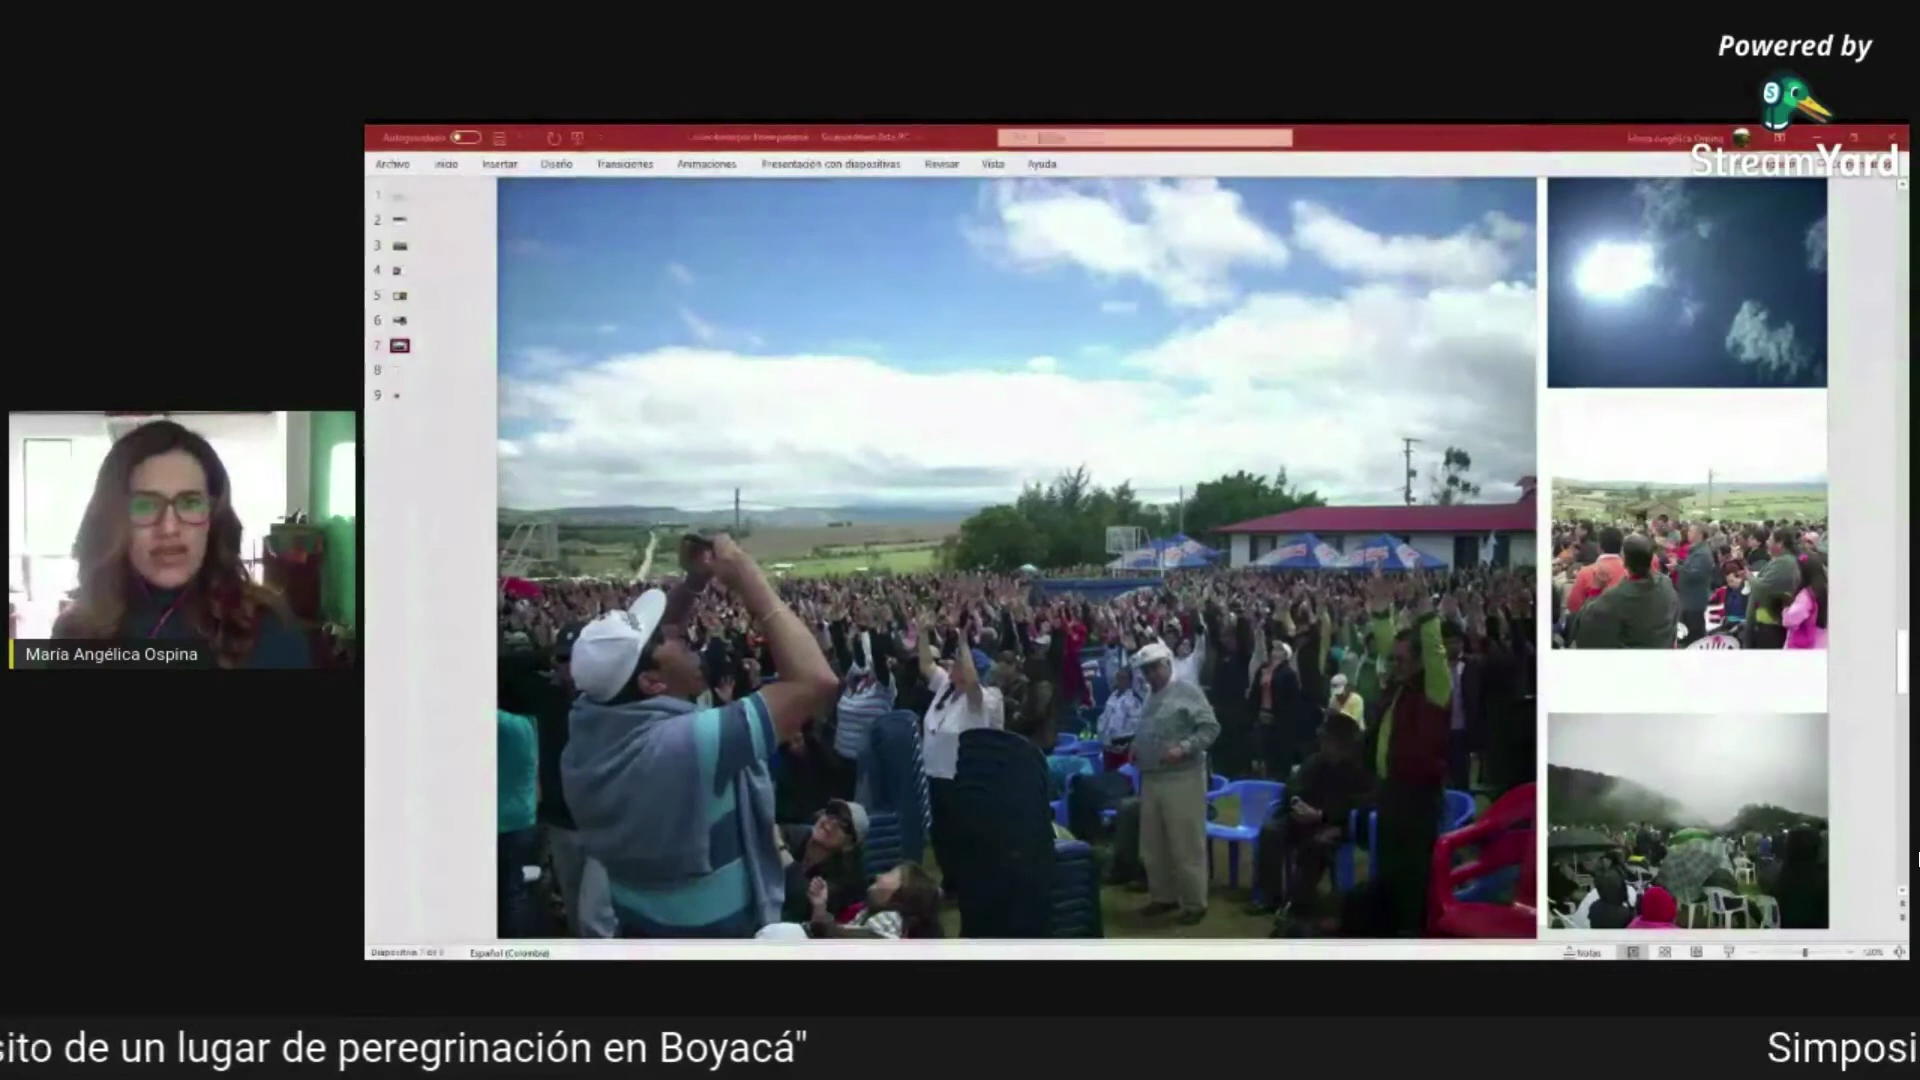 Powered by
StreamYard
Archivo Inicio Insertar Diseño Transiciones Animaciones Presentación con diapositivas Revisar Vista Ayuda
1
2
3
4
5
6
7
8
9
María Angélica Ospina
Español (Colombia)
Notas
sito de un lugar de peregrinación en Boyacá" Simposi